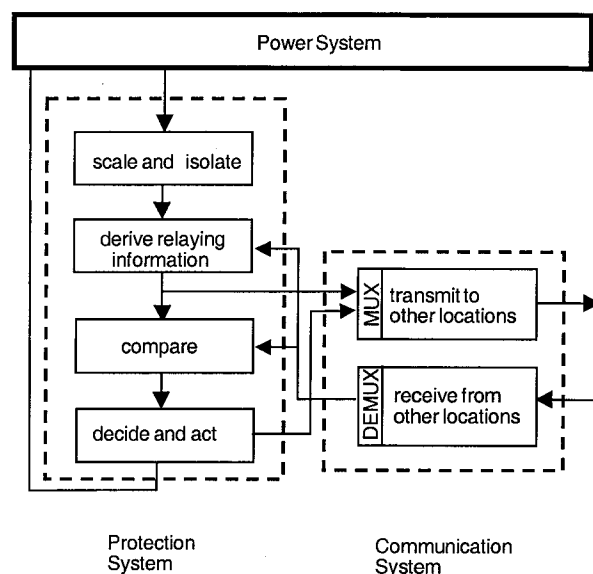 Power System
scale and isolate
derive relaying
information
compare
decide and act
MUX
transmit to
other locations
DEMUX
receive from
other locations
Protection
System
Communication
System